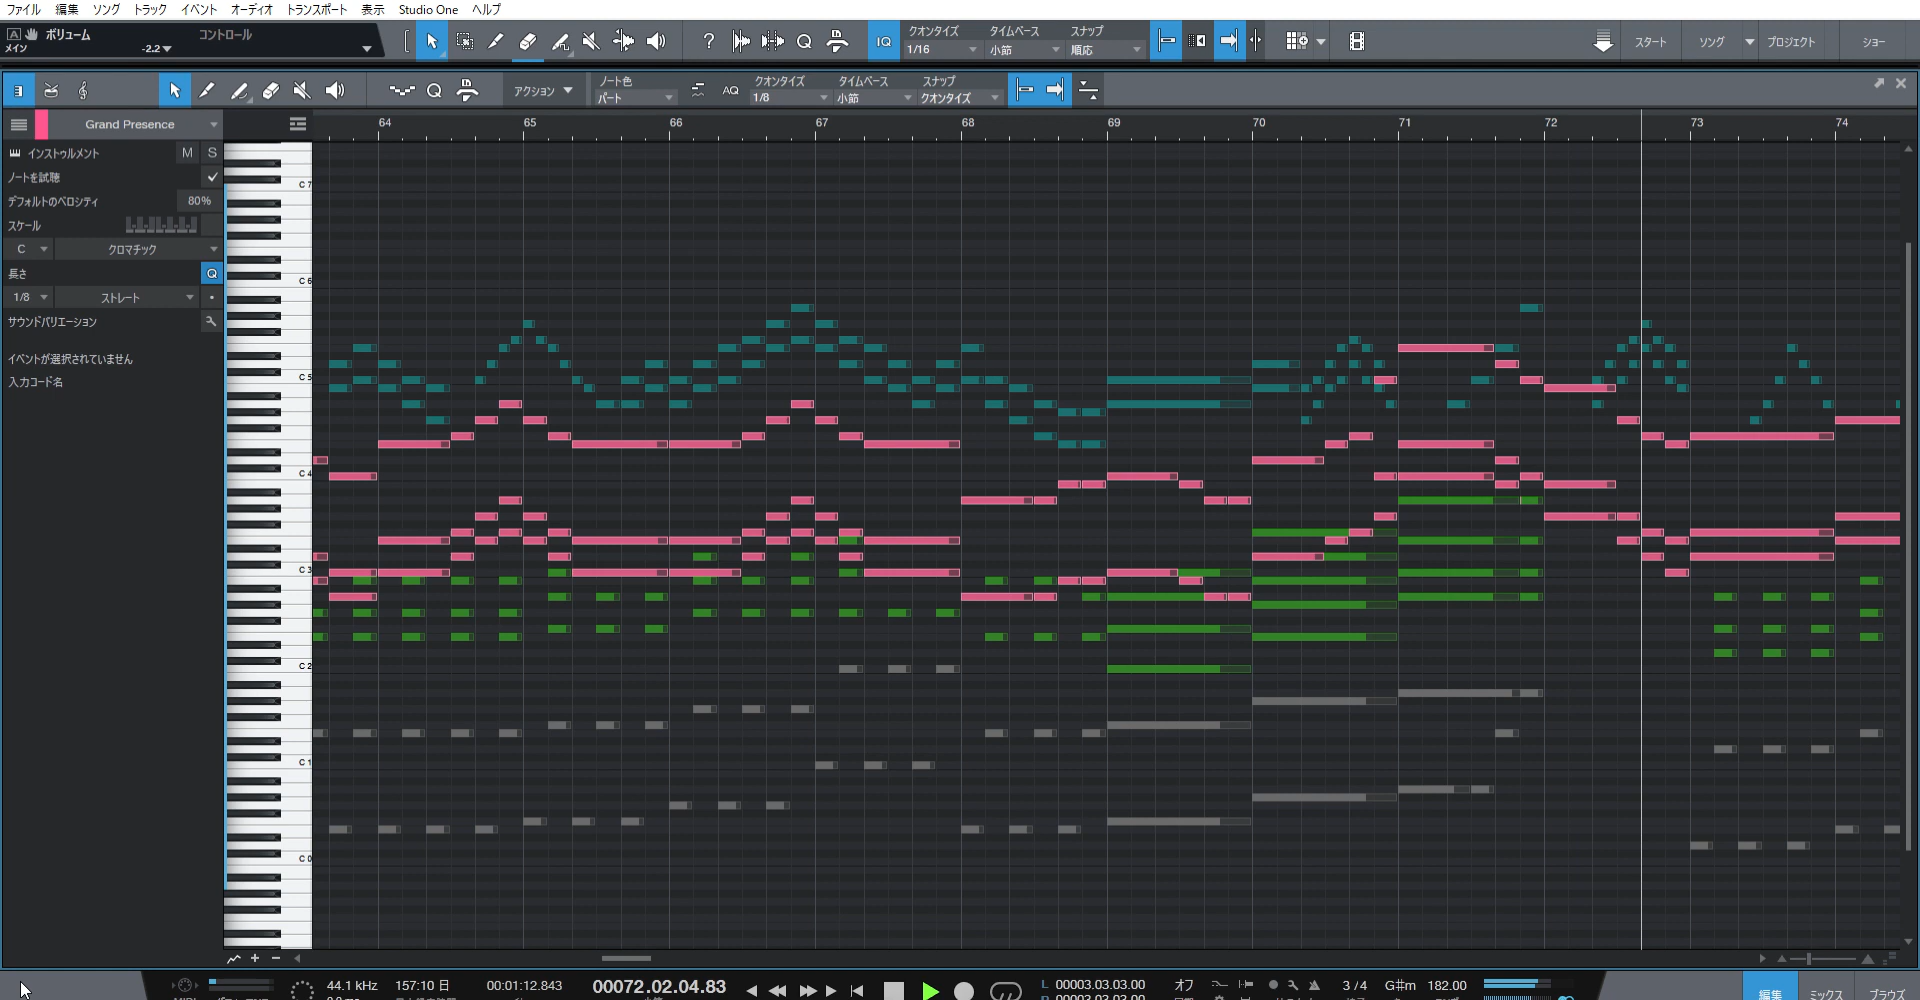 ファイル 編集 ソング トラック イベント オーディオ トランスポート 表示 Studio One ヘルプ
A ボリューム コントロール
メイン -2.2
IQ クオンタイズ タイムベース スナップ
1/16 小節 順応
スタート ソング プロジェクト ショー
アクション ノート色 AQ クオンタイズ タイムベース スナップ
パート 1/8 小節 クオンタイズ
Grand Presence
64 65 66 67 68 69 70 71 72 73 74
インストゥルメント M S
ノートを試聴
デフォルトのベロシティ 80%
スケール
C クロマチック
長さ Q
1/8 ストレート
サウンドバリエーション
イベントが選択されていません
入力コード名
C 7
C 6
C 5
C 4
C 3
C 2
C 1
C 0
44.1 kHz 157:10 日 00:01:12.843 00072.02.04.83 L 00003.03.03.00 オフ 3 / 4 G#m 182.00
編集 ミックス ブラウズ